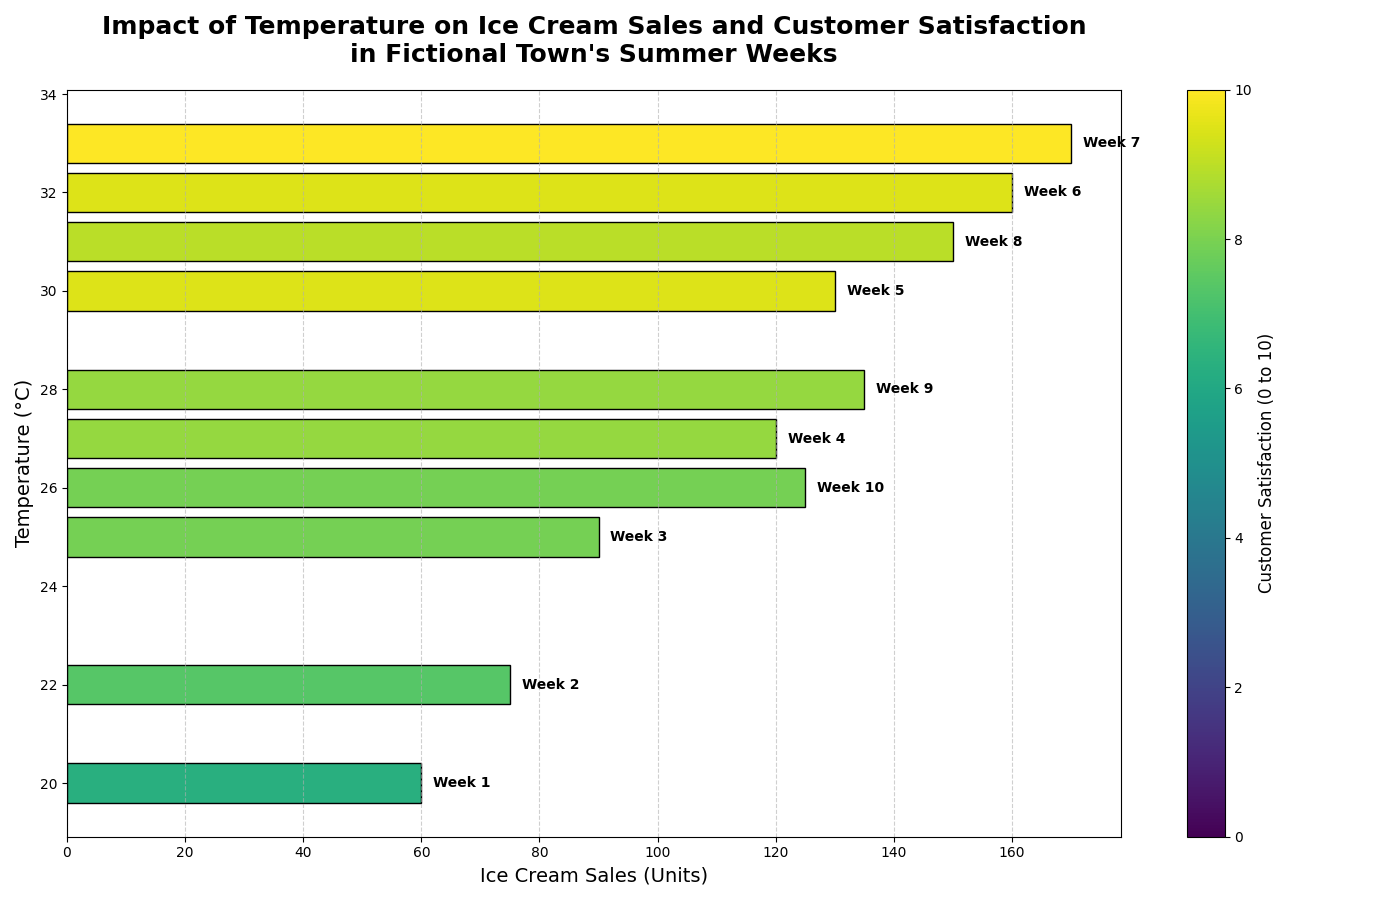 Impact of Temperature on Ice Cream Sales and Customer Satisfaction
in Fictional Town's Summer Weeks
Temperature (°C)
34
32
30
28
26
24
22
20
Week 7
Week 6
Week 8
Week 5
Week 9
Week 4
Week 10
Week 3
Week 2
Week 1
0 20 40 60 80 100 120 140 160
Ice Cream Sales (Units)
10
8
6
4
2
0
Customer Satisfaction (0 to 10)